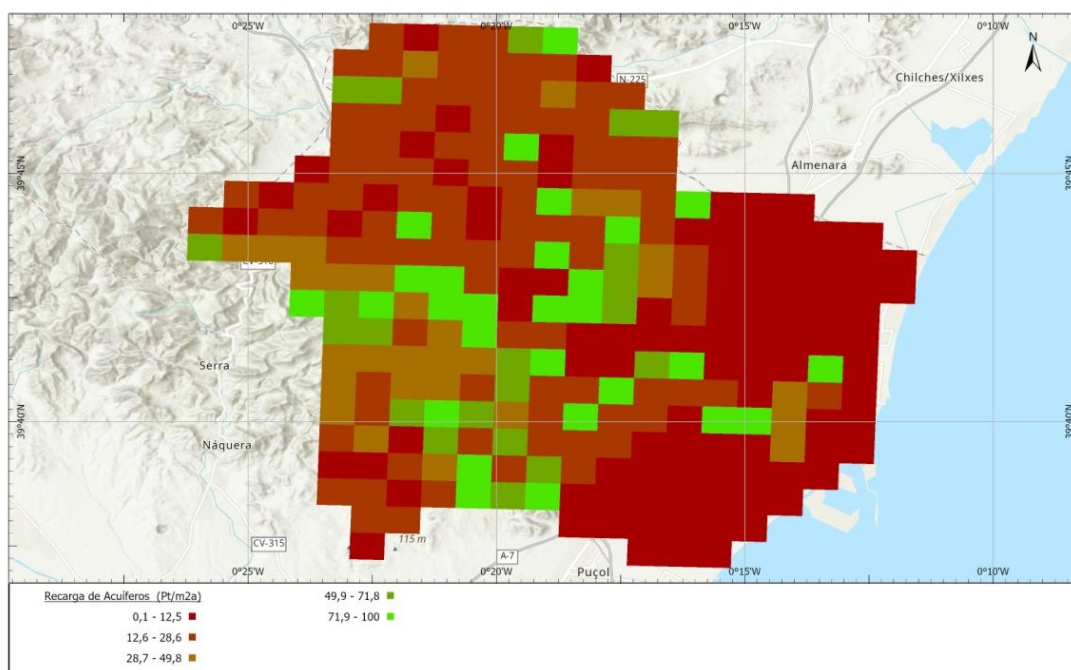 0°25'W 0°20'W 0°15'W 0°10'W
N
N-225
Chilches/Xilxes
39°45'N 39°45'N
Almenara
CV-310
Serra
39°40'N 39°40'N
Náquera
115 m
CV-315
A-7
Puçol
0°25'W 0°20'W 0°15'W 0°10'W
Recarga de Acuíferos (Pt/m2a)
0,1 - 12,5
12,6 - 28,6
28,7 - 49,8
49,9 - 71,8
71,9 - 100